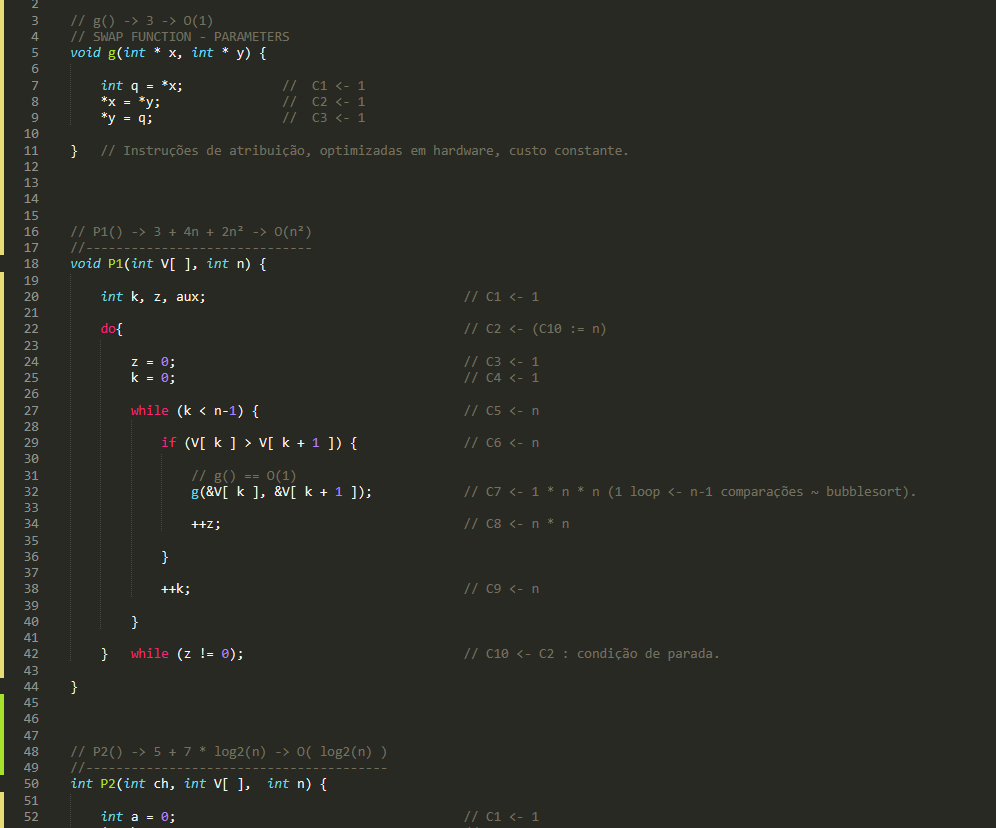 2
3 // g() -> 3 -> O(1)
4 // SWAP FUNCTION - PARAMETERS
5 void g(int * x, int * y) {
6
7 int q = *x; // C1 <- 1
8 *x = *y; // C2 <- 1
9 *y = q; // C3 <- 1
10
11 } // Instruções de atribuição, optimizadas em hardware, custo constante.
12
13
14
15
16 // P1() -> 3 + 4n + 2n² -> O(n²)
17 //------------------------------
18 void P1(int V[ ], int n) {
19
20 int k, z, aux; // C1 <- 1
21
22 do{ // C2 <- (C10 := n)
23
24 z = 0; // C3 <- 1
25 k = 0; // C4 <- 1
26
27 while (k < n-1) { // C5 <- n
28
29 if (V[ k ] > V[ k + 1 ]) { // C6 <- n
30
31 // g() == O(1)
32 g(&V[ k ], &V[ k + 1 ]); // C7 <- 1 * n * n (1 loop <- n-1 comparações ~ bubblesort).
33
34 ++z; // C8 <- n * n
35
36 }
37
38 ++k; // C9 <- n
39
40 }
41
42 } while (z != 0); // C10 <- C2 : condição de parada.
43
44 }
45
46
47
48 // P2() -> 5 + 7 * log2(n) -> O( log2(n) )
49 //----------------------------------------
50 int P2(int ch, int V[ ], int n) {
51
52 int a = 0; // C1 <- 1